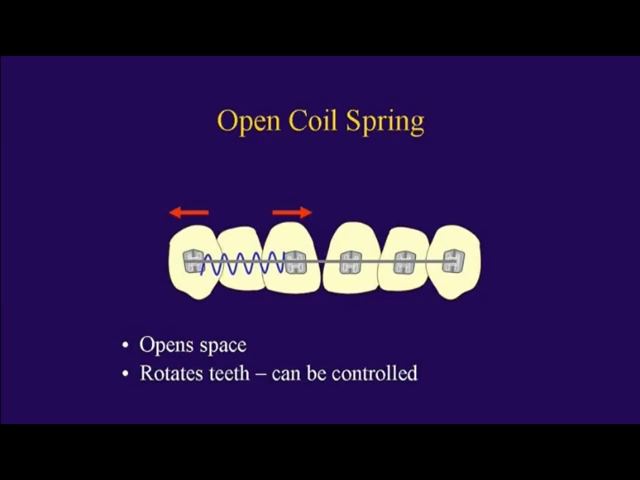 Open Coil Spring
• Opens space
• Rotates teeth – can be controlled